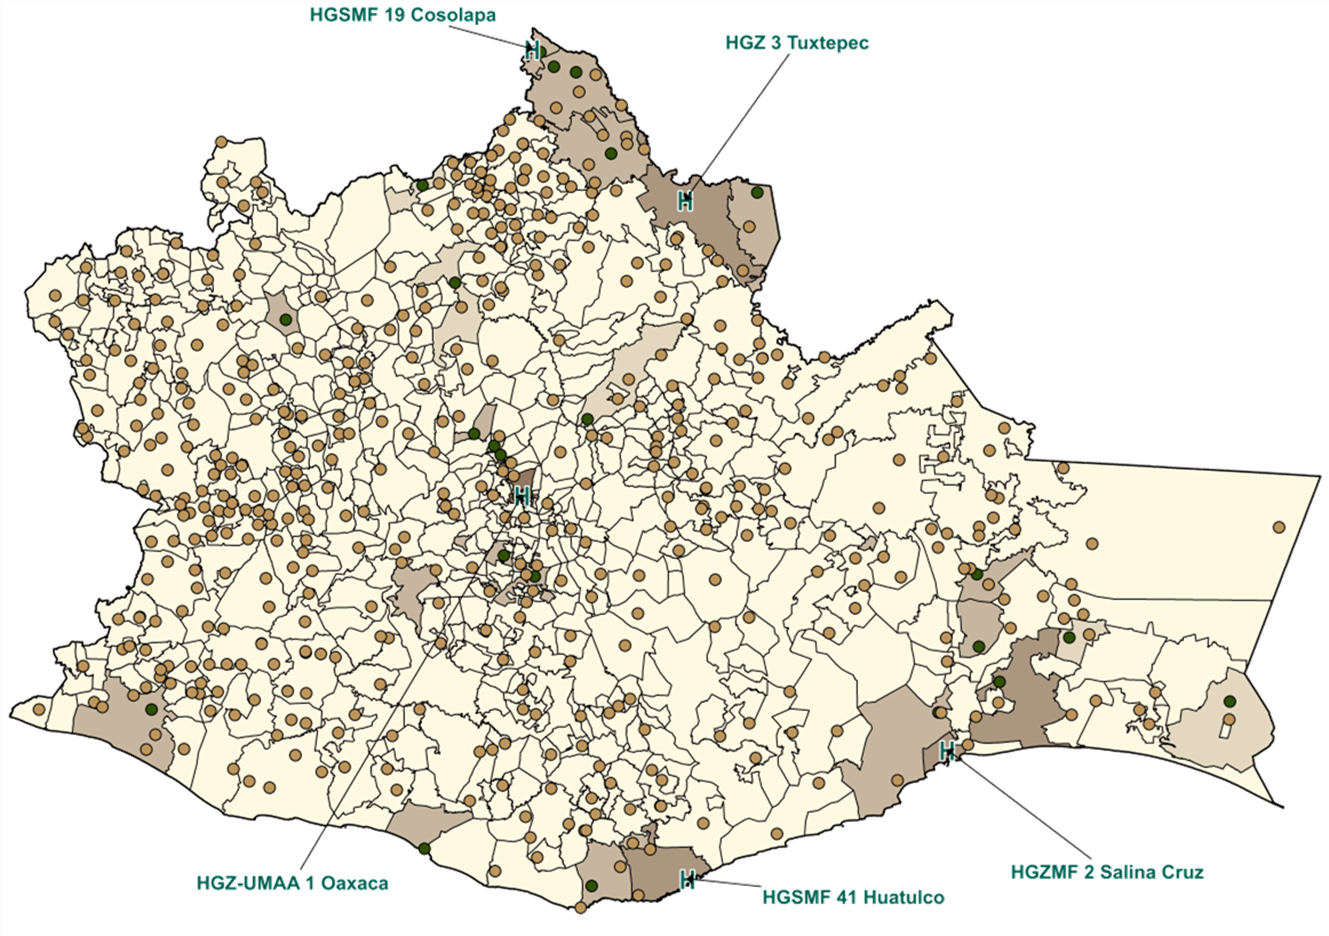 HGSMF 19 Cosolapa
HGZ 3 Tuxtepec
H
H
H
H
HGZMF 2 Salina Cruz
HGZ-UMAA 1 Oaxaca
H
HGSMF 41 Huatulco